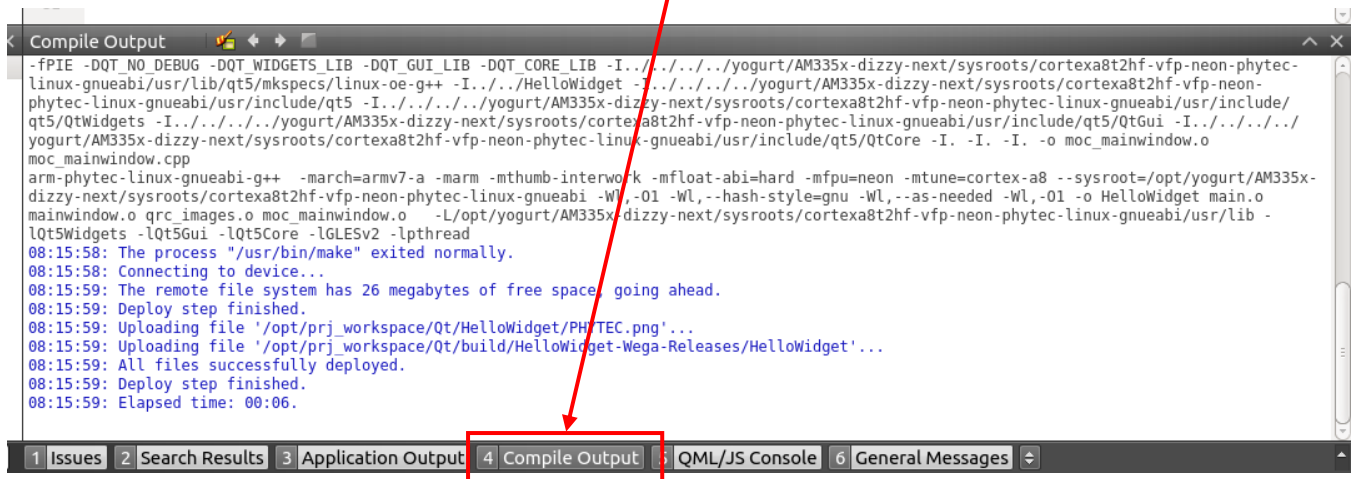 Compile Output
-fPIE -DQT_NO_DEBUG -DQT_WIDGETS_LIB -DQT_GUI_LIB -DQT_CORE_LIB -I../../../../yogurt/AM335x-dizzy-next/sysroots/cortexa8t2hf-vfp-neon-phytec-
linux-gnueabi/usr/lib/qt5/mkspecs/linux-oe-g++ -I../../HelloWidget -I../../../../yogurt/AM335x-dizzy-next/sysroots/cortexa8t2hf-vfp-neon-
phytec-linux-gnueabi/usr/include/qt5 -I../../../../yogurt/AM335x-dizzy-next/sysroots/cortexa8t2hf-vfp-neon-phytec-linux-gnueabi/usr/include/
qt5/QtWidgets -I../../../../yogurt/AM335x-dizzy-next/sysroots/cortexa8t2hf-vfp-neon-phytec-linux-gnueabi/usr/include/qt5/QtGui -I../../../../
yogurt/AM335x-dizzy-next/sysroots/cortexa8t2hf-vfp-neon-phytec-linux-gnueabi/usr/include/qt5/QtCore -I. -I. -I. -o moc_mainwindow.o
moc_mainwindow.cpp
arm-phytec-linux-gnueabi-g++  -march=armv7-a -marm -mthumb-interwork -mfloat-abi=hard -mfpu=neon -mtune=cortex-a8 --sysroot=/opt/yogurt/AM335x-
dizzy-next/sysroots/cortexa8t2hf-vfp-neon-phytec-linux-gnueabi -Wl,-O1 -Wl,--hash-style=gnu -Wl,--as-needed -Wl,-O1 -o HelloWidget main.o
mainwindow.o qrc_images.o moc_mainwindow.o   -L/opt/yogurt/AM335x-dizzy-next/sysroots/cortexa8t2hf-vfp-neon-phytec-linux-gnueabi/usr/lib -
lQt5Widgets -lQt5Gui -lQt5Core -lGLESv2 -lpthread
08:15:58: The process "/usr/bin/make" exited normally.
08:15:58: Connecting to device...
08:15:59: The remote file system has 26 megabytes of free space, going ahead.
08:15:59: Deploy step finished.
08:15:59: Uploading file '/opt/prj_workspace/Qt/HelloWidget/PHYTEC.png'...
08:15:59: Uploading file '/opt/prj_workspace/Qt/build/HelloWidget-Wega-Releases/HelloWidget'...
08:15:59: All files successfully deployed.
08:15:59: Deploy step finished.
08:15:59: Elapsed time: 00:06.
1 Issues 2 Search Results 3 Application Output 4 Compile Output 5 QML/JS Console 6 General Messages